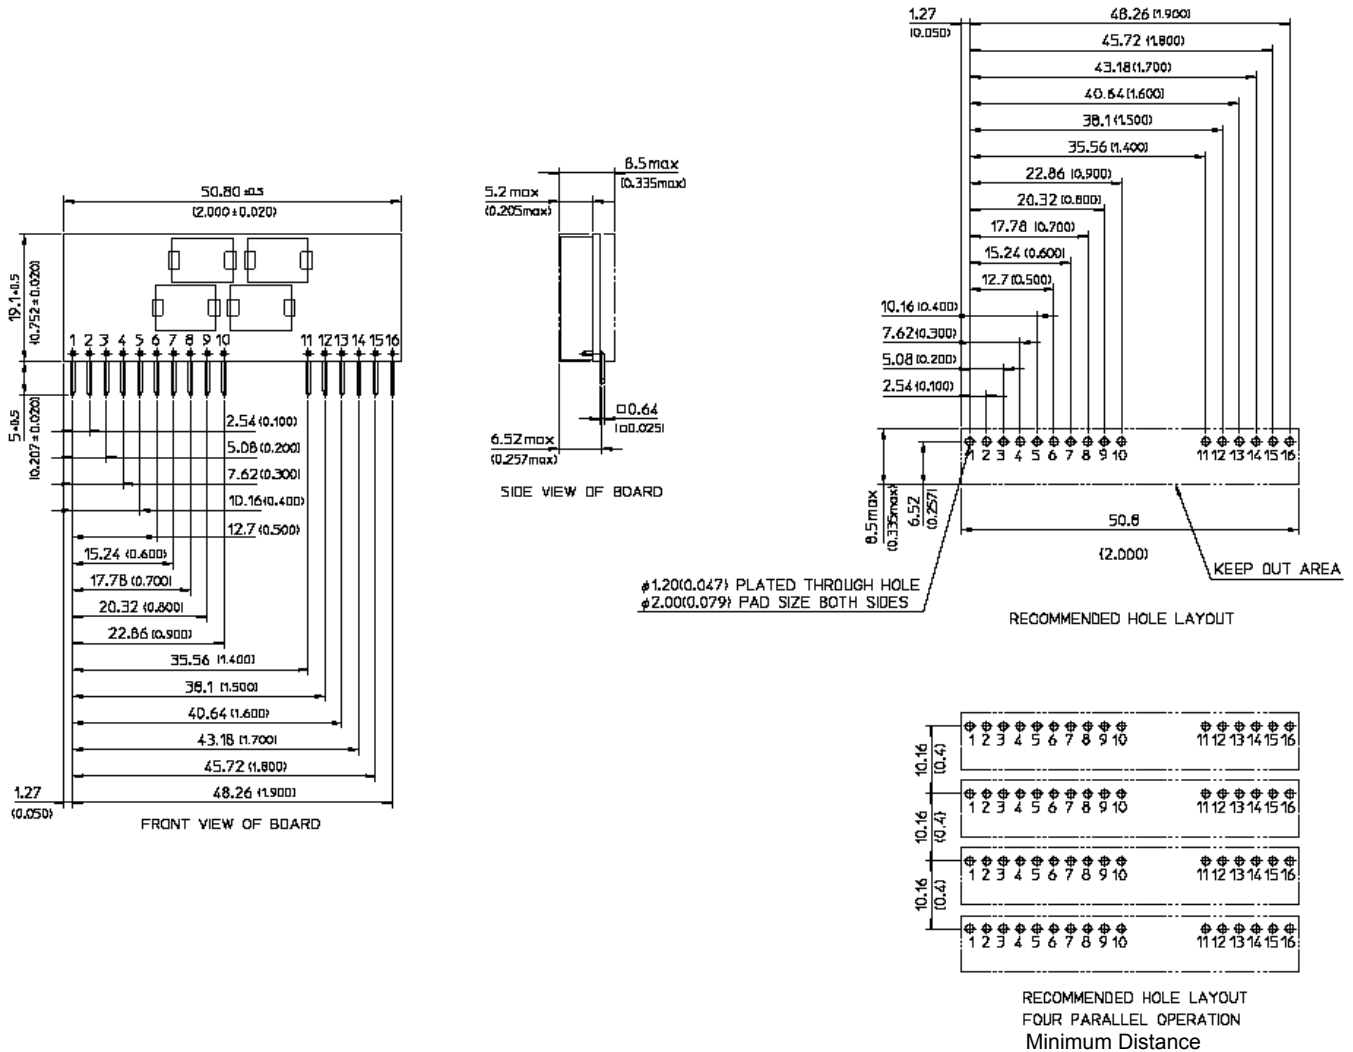 50.80 ±0.5
(2.000 ± 0.020)
19.1±0.5
(0.752 ± 0.020)
1 2 3 4 5 6 7 8 9 10 11 12 13 14 15 16
5±0.5
(0.207 ± 0.020)
2.54 (0.100)
5.08 (0.200)
7.62 (0.300)
10.16 (0.400)
12.7 (0.500)
15.24 (0.600)
17.78 (0.700)
20.32 (0.800)
22.86 (0.900)
35.56 (1.400)
38.1 (1.500)
40.64 (1.600)
43.18 (1.700)
45.72 (1.800)
1.27
(0.050)
48.26 (1.900)
FRONT VIEW OF BOARD
8.5max
(0.335max)
5.2 max
(0.205max)
□0.64
(□0.025)
6.52 max
(0.257max)
SIDE VIEW OF BOARD
1.27
(0.050)
48.26 (1.900)
45.72 (1.800)
43.18(1.700)
40.64 (1.600)
38.1 (1.500)
35.56 (1.400)
22.86 (0.900)
20.32 (0.800)
17.78 (0.700)
15.24 (0.600)
12.7 (0.500)
10.16 (0.400)
7.62(0.300)
5.08 (0.200)
2.54 (0.100)
1 2 3 4 5 6 7 8 9 10 11 12 13 14 15 16
8.5max
(0.335max)
6.52
(0.257)
50.8
(2.000)
KEEP OUT AREA
ϕ1.20(0.047) PLATED THROUGH HOLE
ϕ2.00(0.079) PAD SIZE BOTH SIDES
RECOMMENDED HOLE LAYOUT
1 2 3 4 5 6 7 8 9 10 11 12 13 14 15 16
10.16
(0.4)
1 2 3 4 5 6 7 8 9 10 11 12 13 14 15 16
10.16
(0.4)
1 2 3 4 5 6 7 8 9 10 11 12 13 14 15 16
10.16
(0.4)
1 2 3 4 5 6 7 8 9 10 11 12 13 14 15 16
RECOMMENDED HOLE LAYOUT
FOUR PARALLEL OPERATION
Minimum Distance